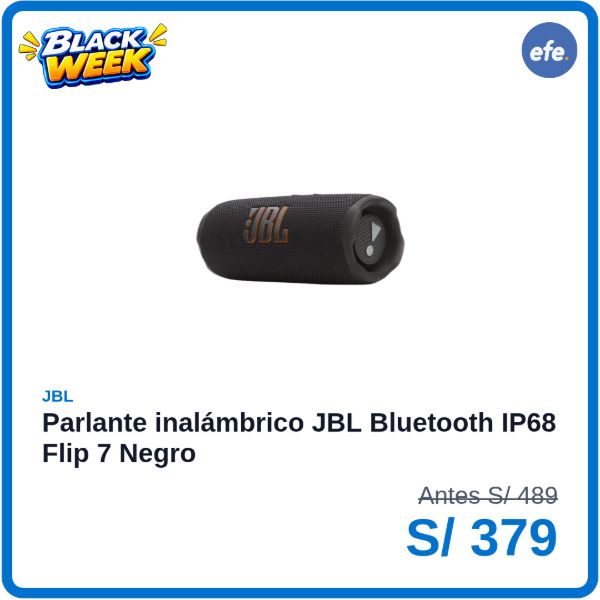 BLACK
WEEK
efe.
JBL
JBL
Parlante inalámbrico JBL Bluetooth IP68
Flip 7 Negro
Antes S/ 489
S/ 379